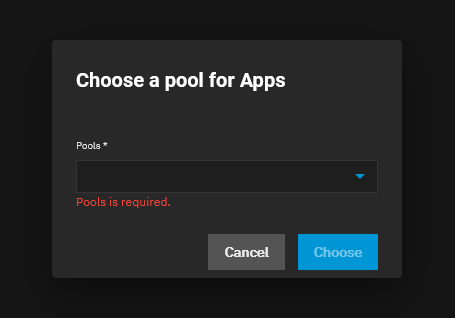 Choose a pool for Apps
Pools *
Pools is required.
Cancel
Choose